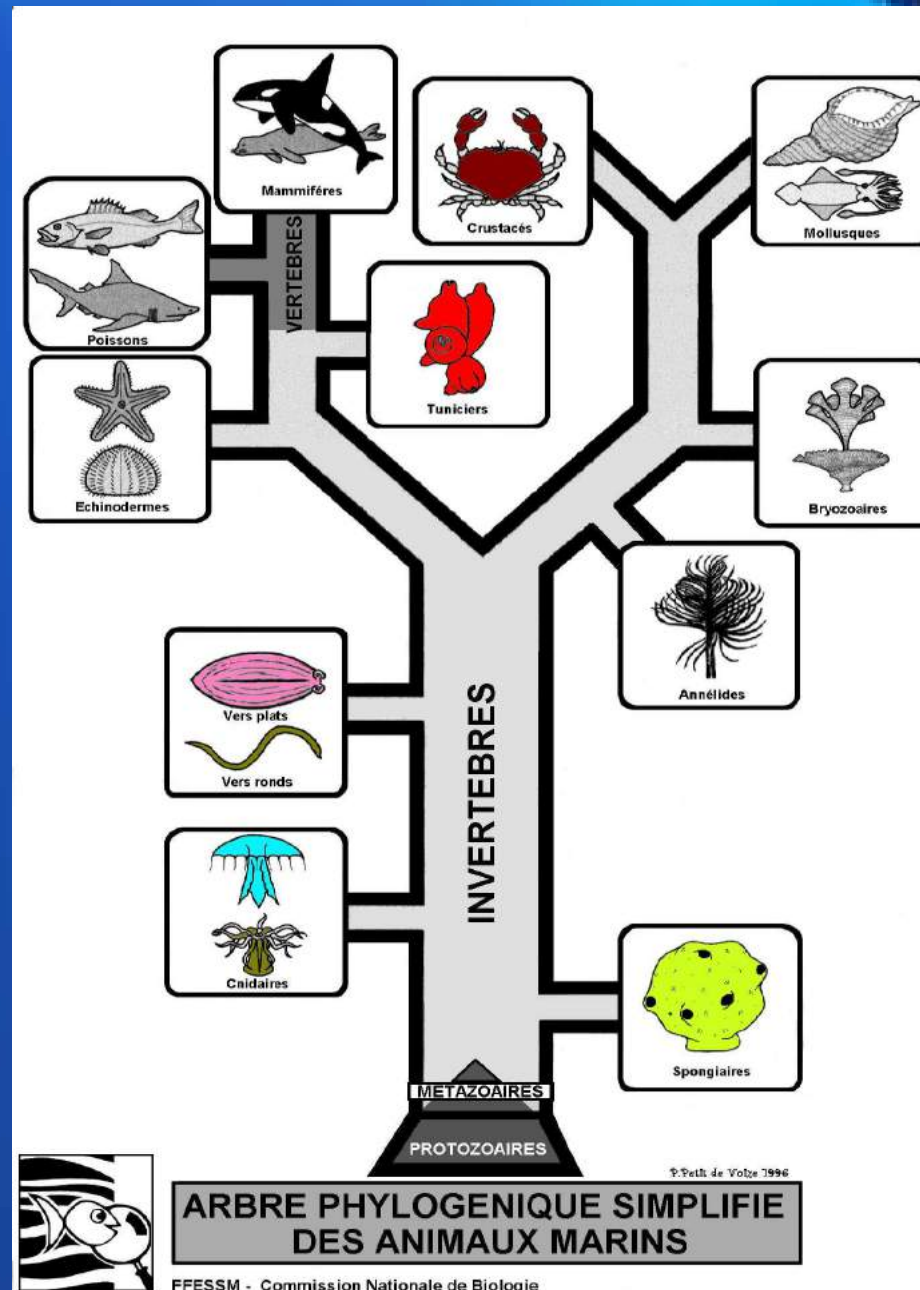 Mammiféres
Crustacés
Mollusques
Poissons
VERTEBRES
Tuniciers
Echinodermes
Bryozoaires
Annélides
Vers plats
Vers ronds
INVERTEBRES
Cnidaires
Spongiaires
METAZOAIRES
PROTOZOAIRES
P.Petit de Voize 1996
ARBRE PHYLOGENIQUE SIMPLIFIE
DES ANIMAUX MARINS
FFESSM - Commission Nationale de Biologie